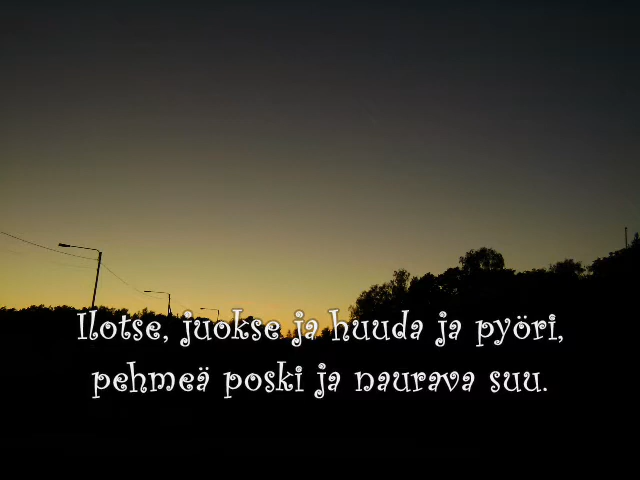 Ilotse, juokse ja huuda ja pyöri,
pehmeä poski ja naurava suu.